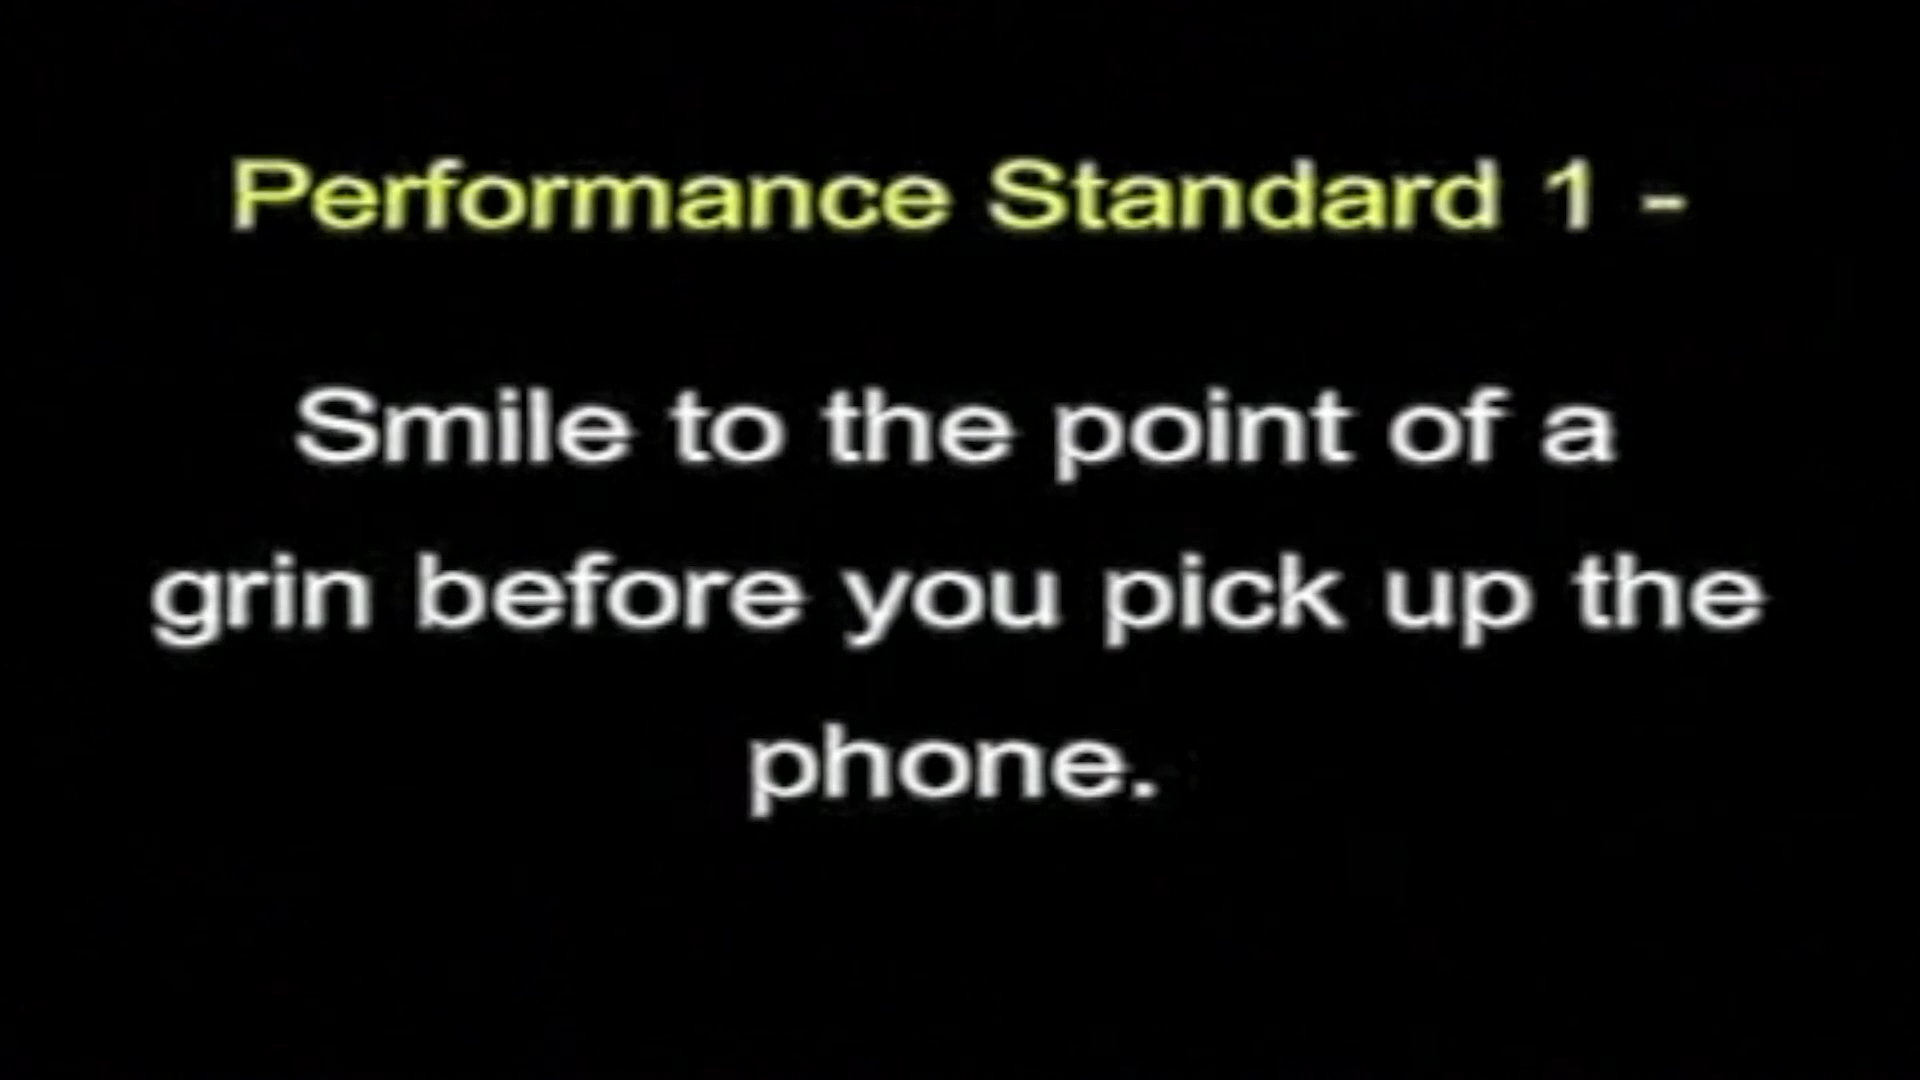 Performance Standard 1 -
Smile to the point of a
grin before you pick up the
phone.